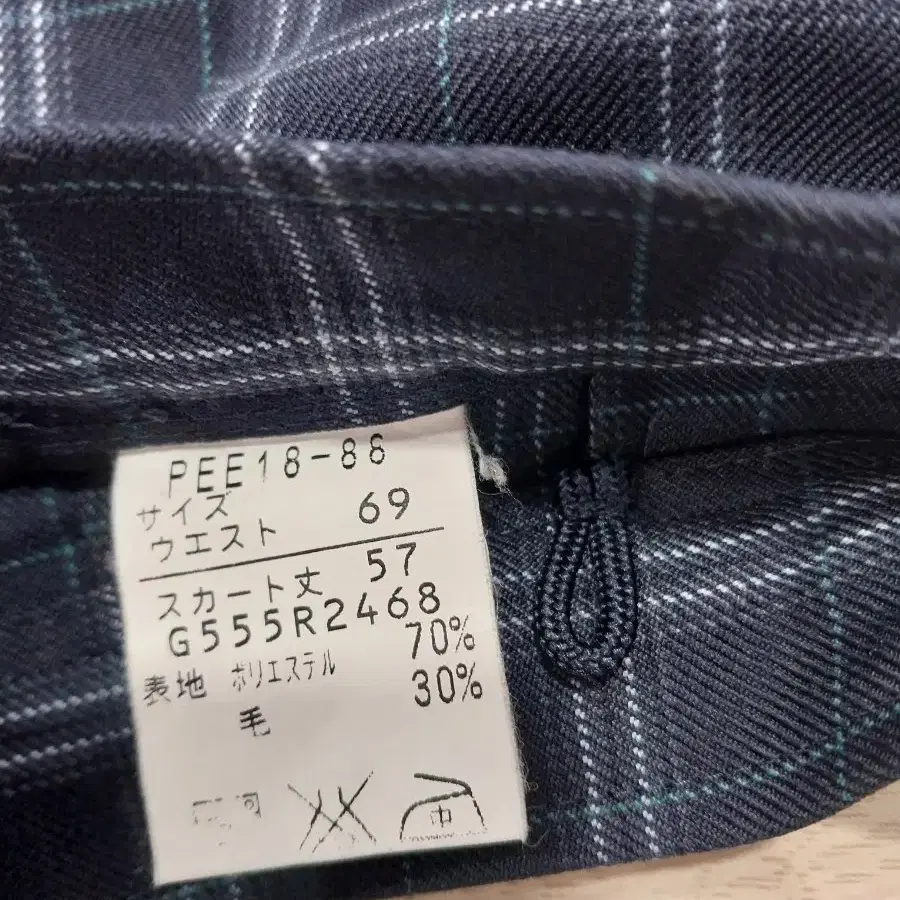 PEE18-88
サイズ
ウエスト 69
スカート丈 57
G555R2468
表地 ポリエステル 70%
毛 30%
中